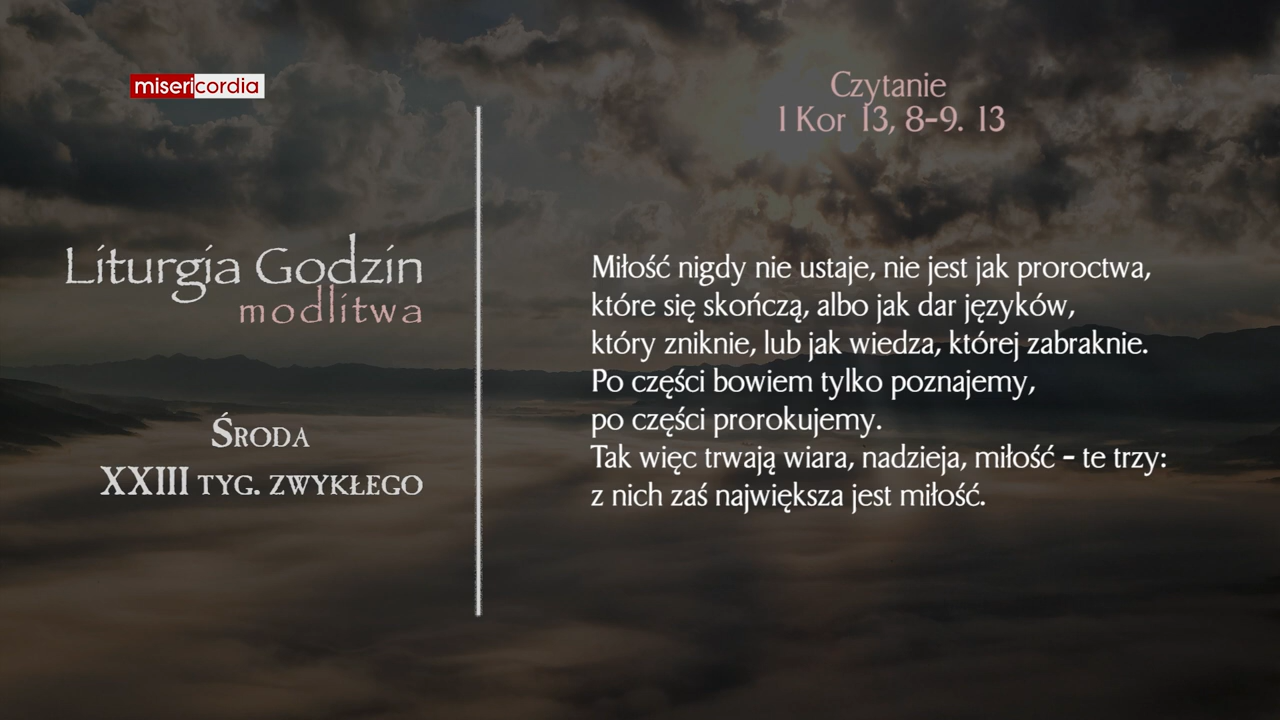 misericordia
Liturgia Godzin
modlitwa
Środa
XXIII TYG. ZWYKŁEGO
Czytanie
1 Kor 13, 8-9. 13
Miłość nigdy nie ustaje, nie jest jak proroctwa,
które się skończą, albo jak dar języków,
który zniknie, lub jak wiedza, której zabraknie.
Po części bowiem tylko poznajemy,
po części prorokujemy.
Tak więc trwają wiara, nadzieja, miłość - te trzy:
z nich zaś największa jest miłość.